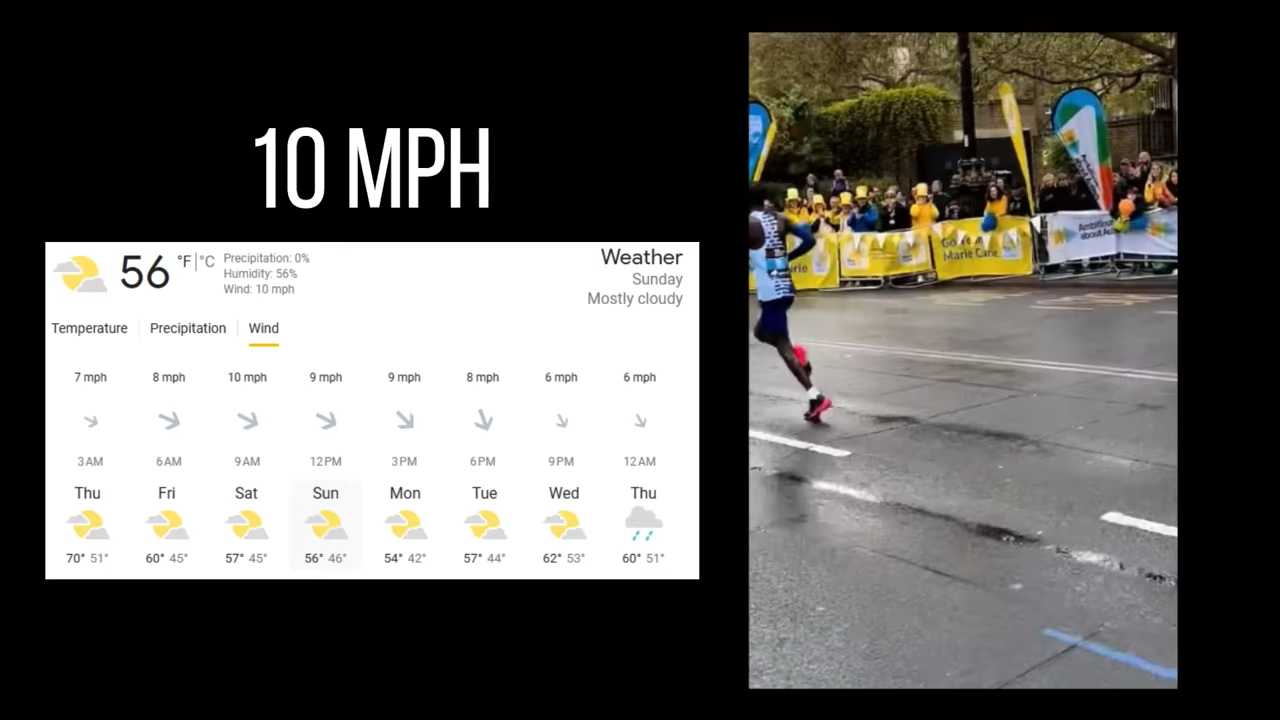 10 MPH
56 °F | °C
Precipitation: 0%
Humidity: 56%
Wind: 10 mph
Weather
Sunday
Mostly cloudy
Temperature Precipitation Wind
7 mph 8 mph 10 mph 9 mph 9 mph 8 mph 6 mph 6 mph
3 AM 6 AM 9 AM 12 PM 3 PM 6 PM 9 PM 12 AM
Thu Fri Sat Sun Mon Tue Wed Thu
70° 51° 60° 45° 57° 45° 56° 46° 54° 42° 57° 44° 62° 53° 60° 51°
Marie Curie
Ambitious
about